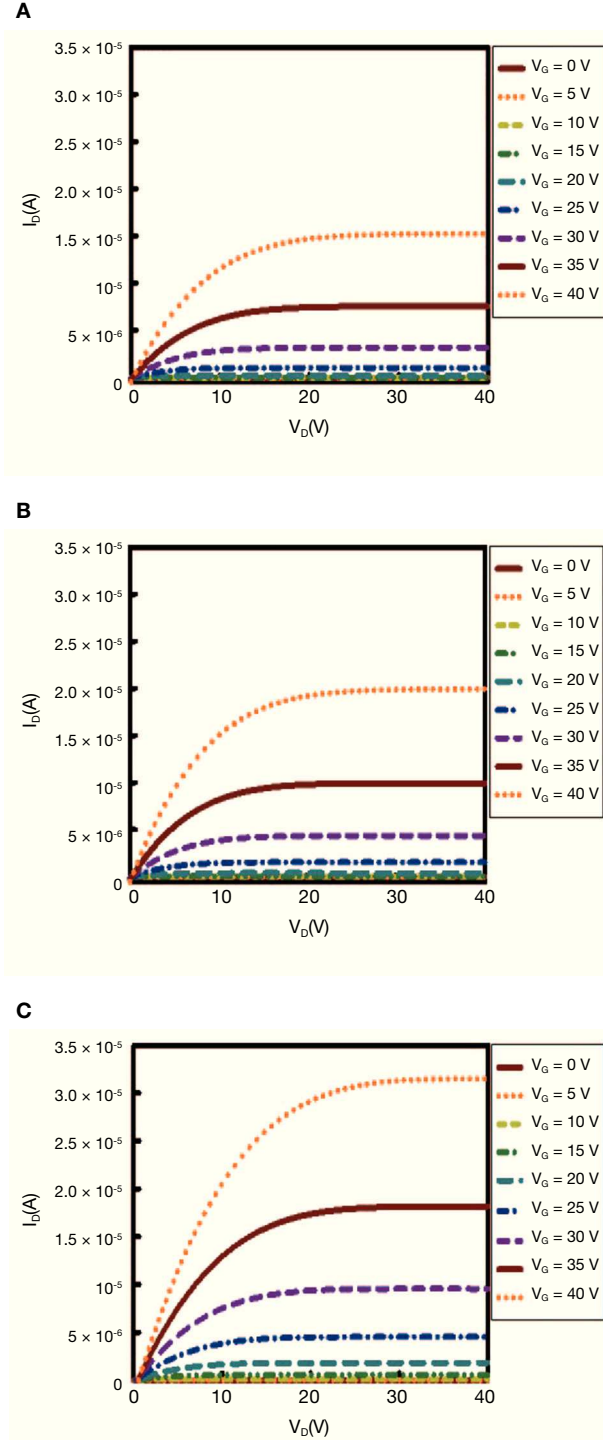 A
3.5 × 10⁻⁵
3.0 × 10⁻⁵
2.5 × 10⁻⁵
2.0 × 10⁻⁵
1.5 × 10⁻⁵
10⁻⁵
5 × 10⁻⁶
0
I_D(A)
0 10 20 30 40
V_D(V)
V_G = 0 V
V_G = 5 V
V_G = 10 V
V_G = 15 V
V_G = 20 V
V_G = 25 V
V_G = 30 V
V_G = 35 V
V_G = 40 V
B
3.5 × 10⁻⁵
3.0 × 10⁻⁵
2.5 × 10⁻⁵
2.0 × 10⁻⁵
1.5 × 10⁻⁵
10⁻⁵
5 × 10⁻⁶
0
I_D(A)
0 10 20 30 40
V_D(V)
V_G = 0 V
V_G = 5 V
V_G = 10 V
V_G = 15 V
V_G = 20 V
V_G = 25 V
V_G = 30 V
V_G = 35 V
V_G = 40 V
C
3.5 × 10⁻⁵
3.0 × 10⁻⁵
2.5 × 10⁻⁵
2.0 × 10⁻⁵
1.5 × 10⁻⁵
10⁻⁵
5 × 10⁻⁶
0
I_D(A)
0 10 20 30 40
V_D(V)
V_G = 0 V
V_G = 5 V
V_G = 10 V
V_G = 15 V
V_G = 20 V
V_G = 25 V
V_G = 30 V
V_G = 35 V
V_G = 40 V